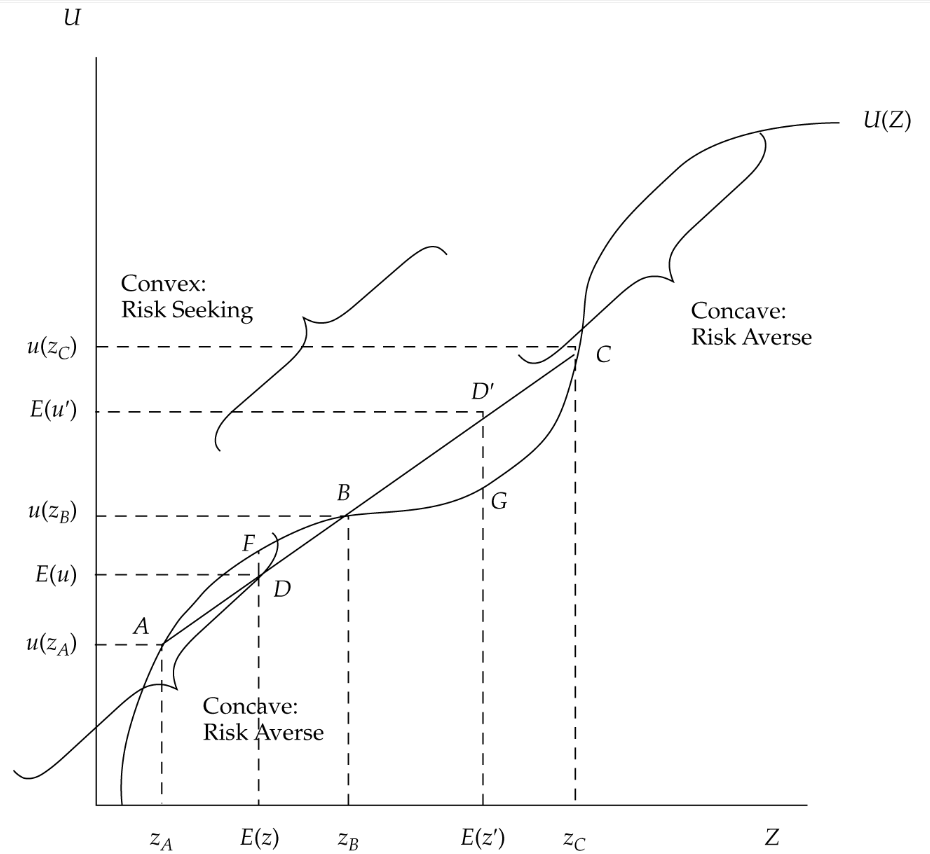 U
U(Z)
Convex:
Risk Seeking
Concave:
Risk Averse
u(z_C)
C
D′
E(u′)
B
G
u(z_B)
F
E(u)
D
A
u(z_A)
Concave:
Risk Averse
z_A E(z) z_B E(z′) z_C Z